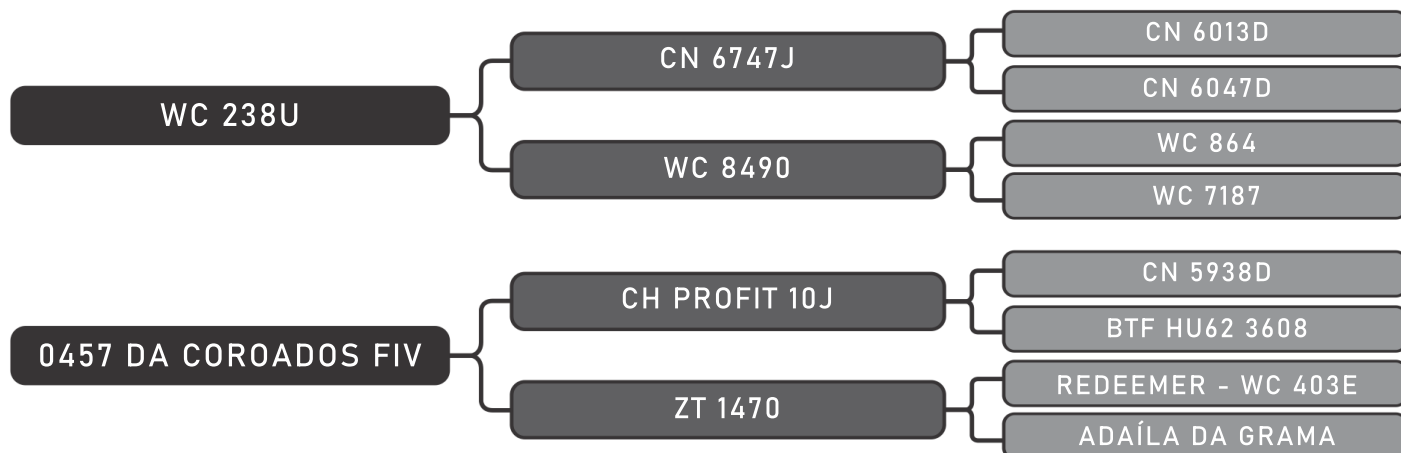 WC 238U
CN 6747J
CN 6013D
CN 6047D
WC 8490
WC 864
WC 7187
0457 DA COROADOS FIV
CH PROFIT 10J
CN 5938D
BTF HU62 3608
ZT 1470
REDEEMER - WC 403E
ADAÍLA DA GRAMA